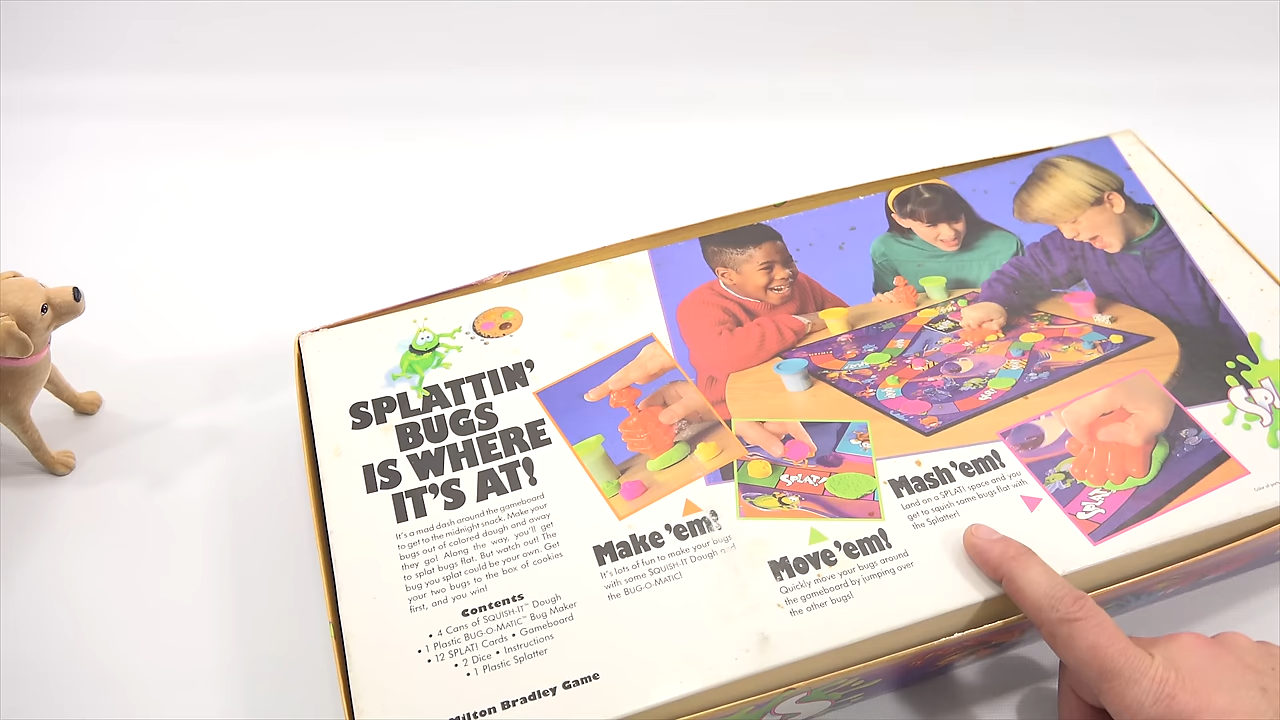 SPLATTIN'
BUGS
IS WHERE
IT'S AT!
It's a mad dash around the gameboard
to get to the midnight snack. Make your
bugs out of colored dough and away
they go! Along the way, you'll get
to splat bugs flat. But watch out! The
bug you splat could be your own. Get
your two bugs to the box of cookies
first, and you win!
Contents
• 4 Cans of SQUISH-IT™ Dough
• 1 Plastic BUG-O-MATIC™ Bug Maker
• 12 SPLAT! Cards • Gameboard
• 2 Dice • Instructions
• 1 Plastic Splatter
Milton Bradley Game
Make 'em!
It's lots of fun to make your bugs
with some SQUISH-IT Dough and
the BUG-O-MATIC!
SPLAT!
Move 'em!
Quickly move your bugs around
the gameboard by jumping over
the other bugs!
Mash 'em!
Land on a SPLAT! space and you
get to squish some bugs flat with
the Splatter!